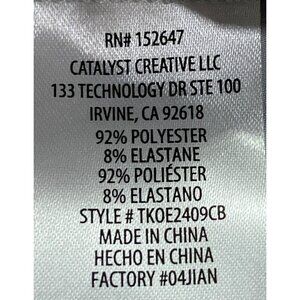 RN# 152647
CATALYST CREATIVE LLC
133 TECHNOLOGY DR STE 100
IRVINE, CA 92618
92% POLYESTER
8% ELASTANE
92% POLIÉSTER
8% ELASTANO
STYLE # TKOE2409CB
MADE IN CHINA
HECHO EN CHINA
FACTORY #04JIAN